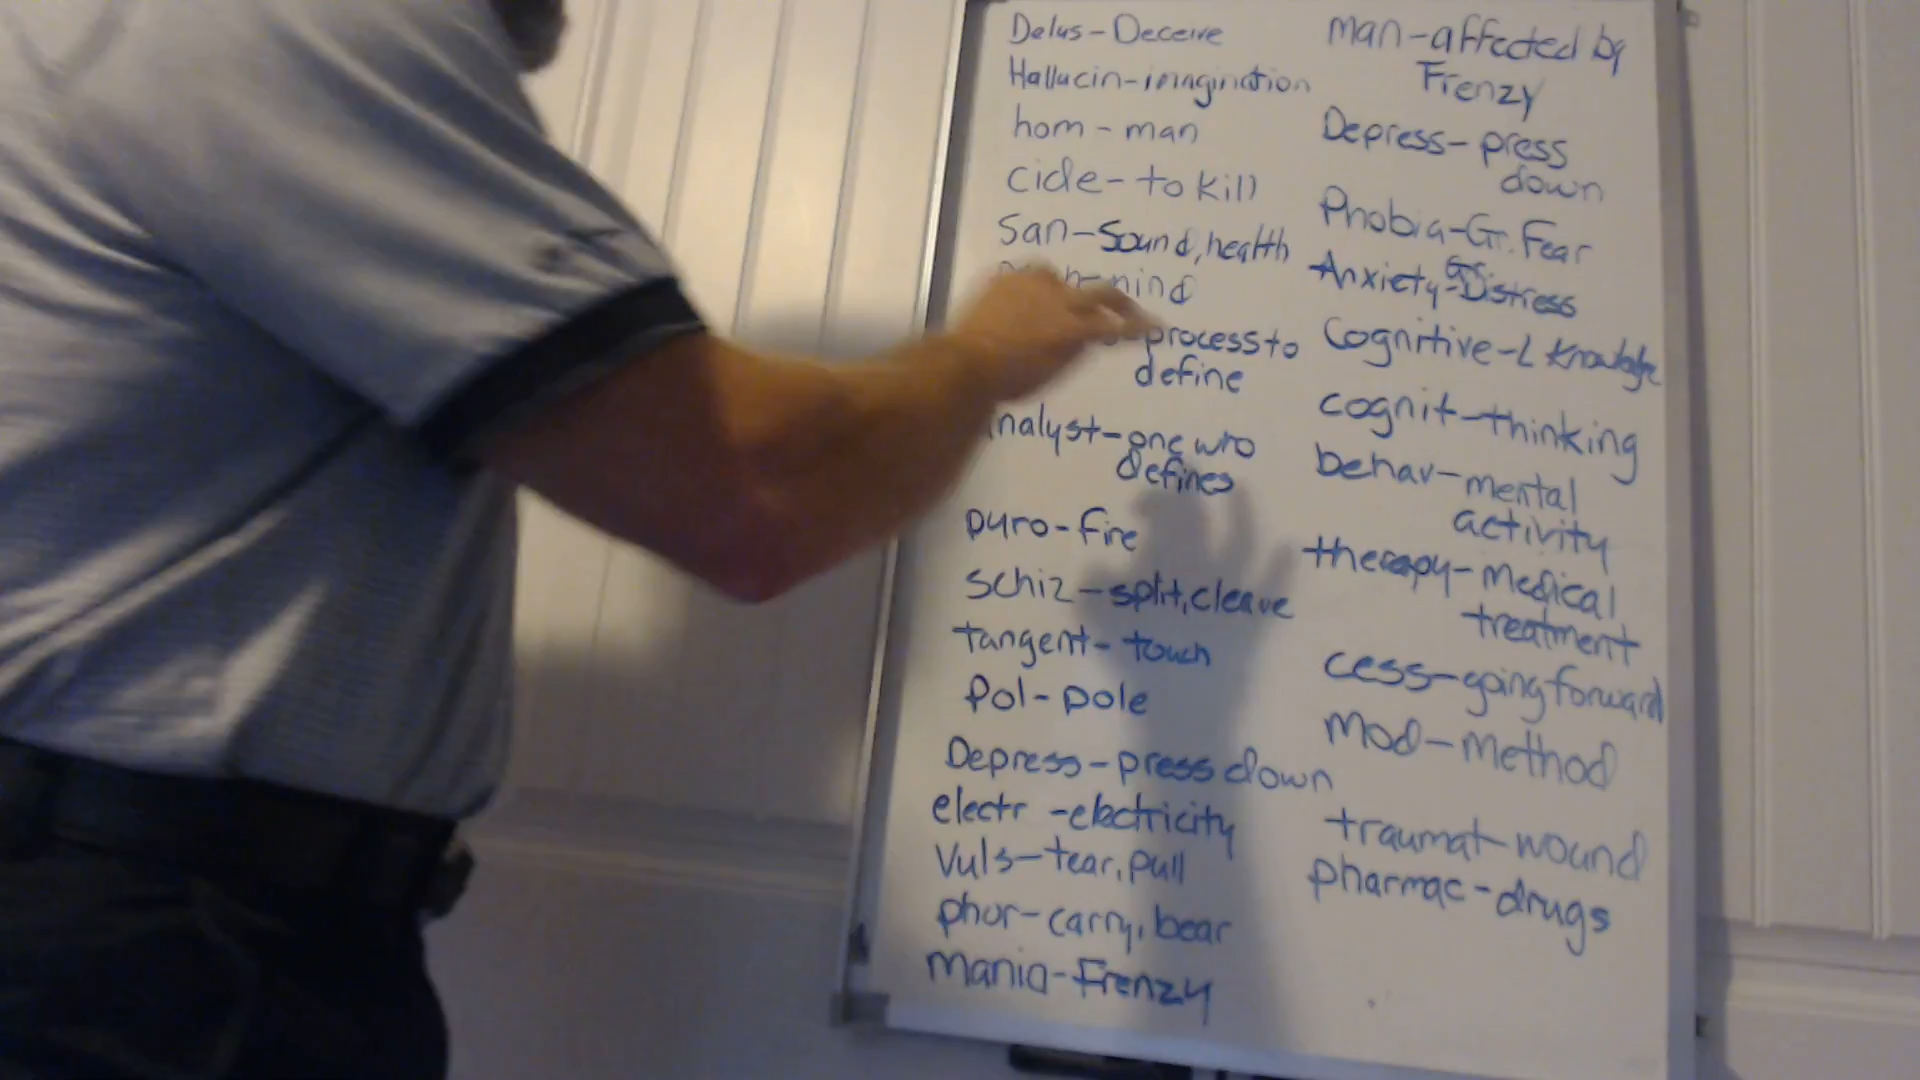 Delus-Deceive
Hallucin-imagination
hom-man
cide-to kill
San-Sound, health
mind
process to
define
analyst-one who
defines
pyro-fire
schiz-split, cleave
tangent-touch
Pol-pole
Depress-press down
electr-electricity
Vuls-tear, pull
phor-carry, bear
Mania-Frenzy
man-affected by
Frenzy
Depress-press
down
Phobia-Gr. Fear
Anxiety-Distress
Cognitive-L Knowledge
cognit-thinking
behav-mental
activity
therapy-medical
treatment
cess-going forward
Mod-Method
traumat-wound
pharmac-drugs